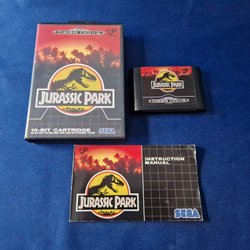 MEGA DRIVE
JURASSIC PARK
16-BIT CARTRIDGE
SEGA
JURASSIC PARK
MEGA DRIVE
JURASSIC PARK
INSTRUCTION
MANUAL
SEGA